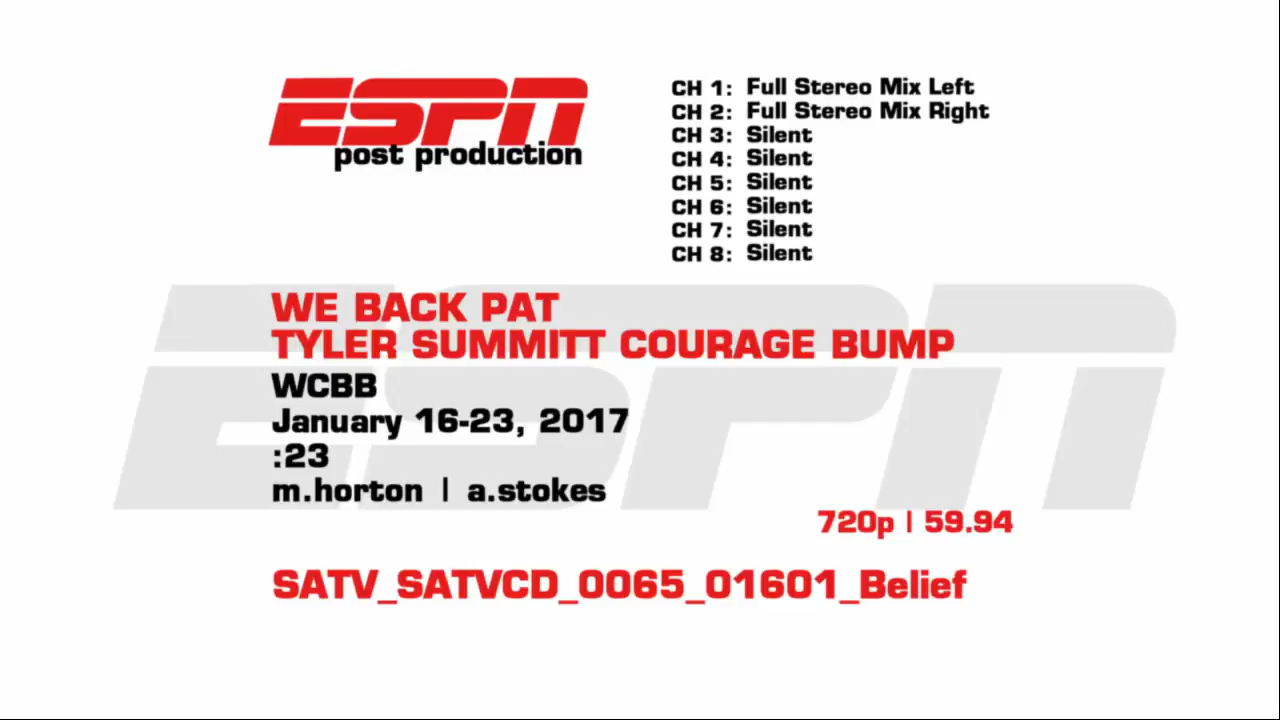 ESPN
post production
CH 1: Full Stereo Mix Left
CH 2: Full Stereo Mix Right
CH 3: Silent
CH 4: Silent
CH 5: Silent
CH 6: Silent
CH 7: Silent
CH 8: Silent
ESPN
WE BACK PAT
TYLER SUMMITT COURAGE BUMP
WCBB
January 16-23, 2017
:23
m.horton | a.stokes
720p | 59.94
SATV_SATVCD_0065_01601_Belief